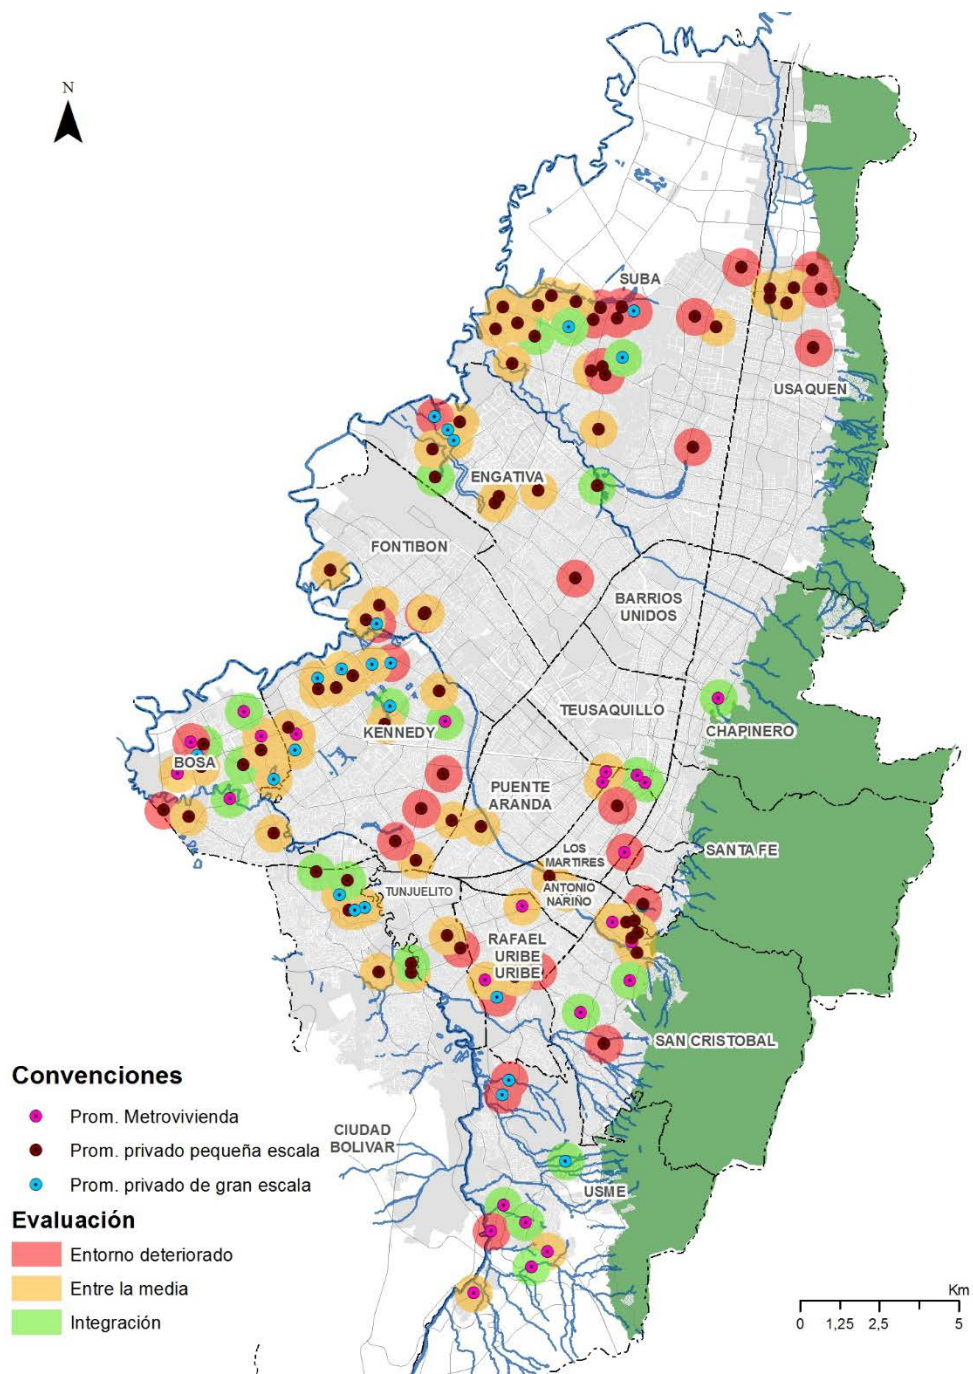 N
SUBA
USAQUEN
ENGATIVA
FONTIBON
BARRIOS
UNIDOS
TEUSAQUILLO
CHAPINERO
KENNEDY
BOSA
PUENTE
ARANDA
LOS
MARTIRES
SANTA FE
TUNJUELITO
ANTONIO
NARIÑO
RAFAEL
URIBE
URIBE
SAN CRISTOBAL
CIUDAD
BOLIVAR
USME
Convenciones
Prom. Metrovivienda
Prom. privado pequeña escala
Prom. privado de gran escala
Evaluación
Entorno deteriorado
Entre la media
Integración
Km
0 1,25 2,5 5